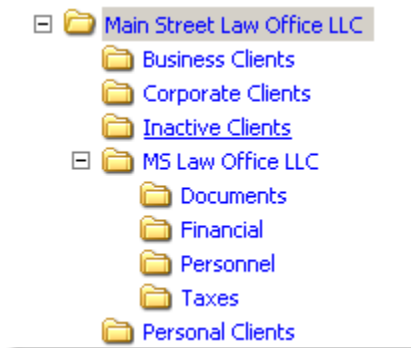 Main Street Law Office LLC
Business Clients
Corporate Clients
Inactive Clients
MS Law Office LLC
Documents
Financial
Personnel
Taxes
Personal Clients